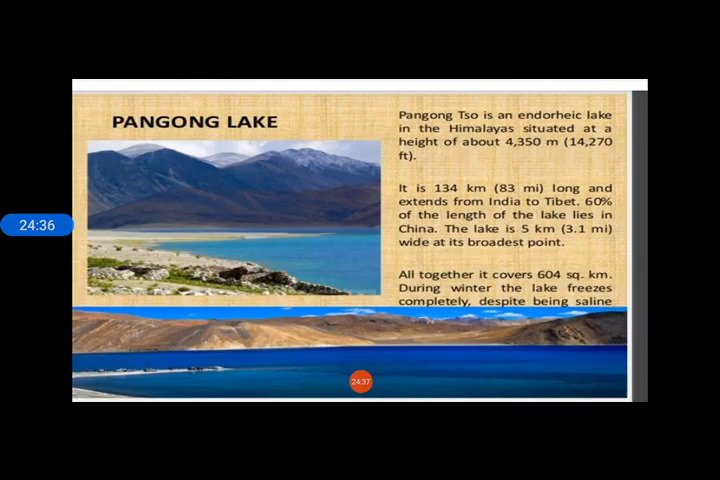 PANGONG LAKE
Pangong Tso is an endorheic lake
in the Himalayas situated at a
height of about 4,350 m (14,270
ft).
It is 134 km (83 mi) long and
extends from India to Tibet. 60%
of the length of the lake lies in
China. The lake is 5 km (3.1 mi)
wide at its broadest point.
All together it covers 604 sq. km.
During winter the lake freezes
completely, despite being saline
24:36
24:37